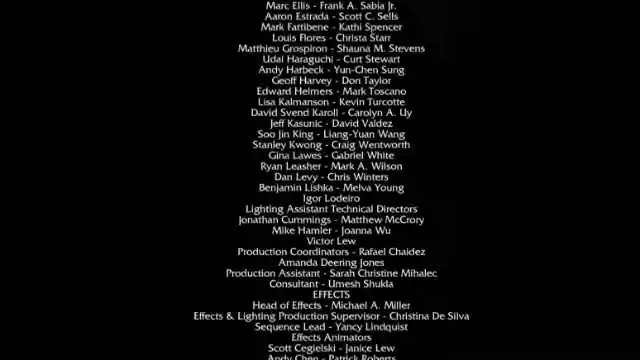 Marc Ellis - Frank A. Sabia Jr.
Aaron Estrada - Scott C. Sells
Mark Fattibene - Kathi Spencer
Louis Flores - Christa Starr
Matthieu Grospiron - Shauna M. Stevens
Udai Haraguchi - Curt Stewart
Andy Harbeck - Yun-Chen Sung
Geoff Harvey - Don Taylor
Edward Helmers - Mark Toscano
Lisa Kalmanson - Kevin Turcotte
David Svend Karoll - Carolyn A. Uy
Jeff Kasunic - David Valdez
Soo Jin King - Liang-Yuan Wang
Stanley Kwong - Craig Wentworth
Gina Lawes - Gabriel White
Ryan Leasher - Mark A. Wilson
Dan Levy - Chris Winters
Benjamin Lishka - Melva Young
Igor Lodeiro
Lighting Assistant Technical Directors
Jonathan Cummings - Matthew McCrory
Mike Hamler - Joanna Wu
Victor Lew
Production Coordinators - Rafael Chaidez
Amanda Deering Jones
Production Assistant - Sarah Christine Mihalec
Consultant - Umesh Shukla
EFFECTS
Head of Effects - Michael A. Miller
Effects & Lighting Production Supervisor - Christina De Silva
Sequence Lead - Yancy Lindquist
Effects Animators
Scott Cegielski - Janice Lew
Andy Chen - Patrick Roberts